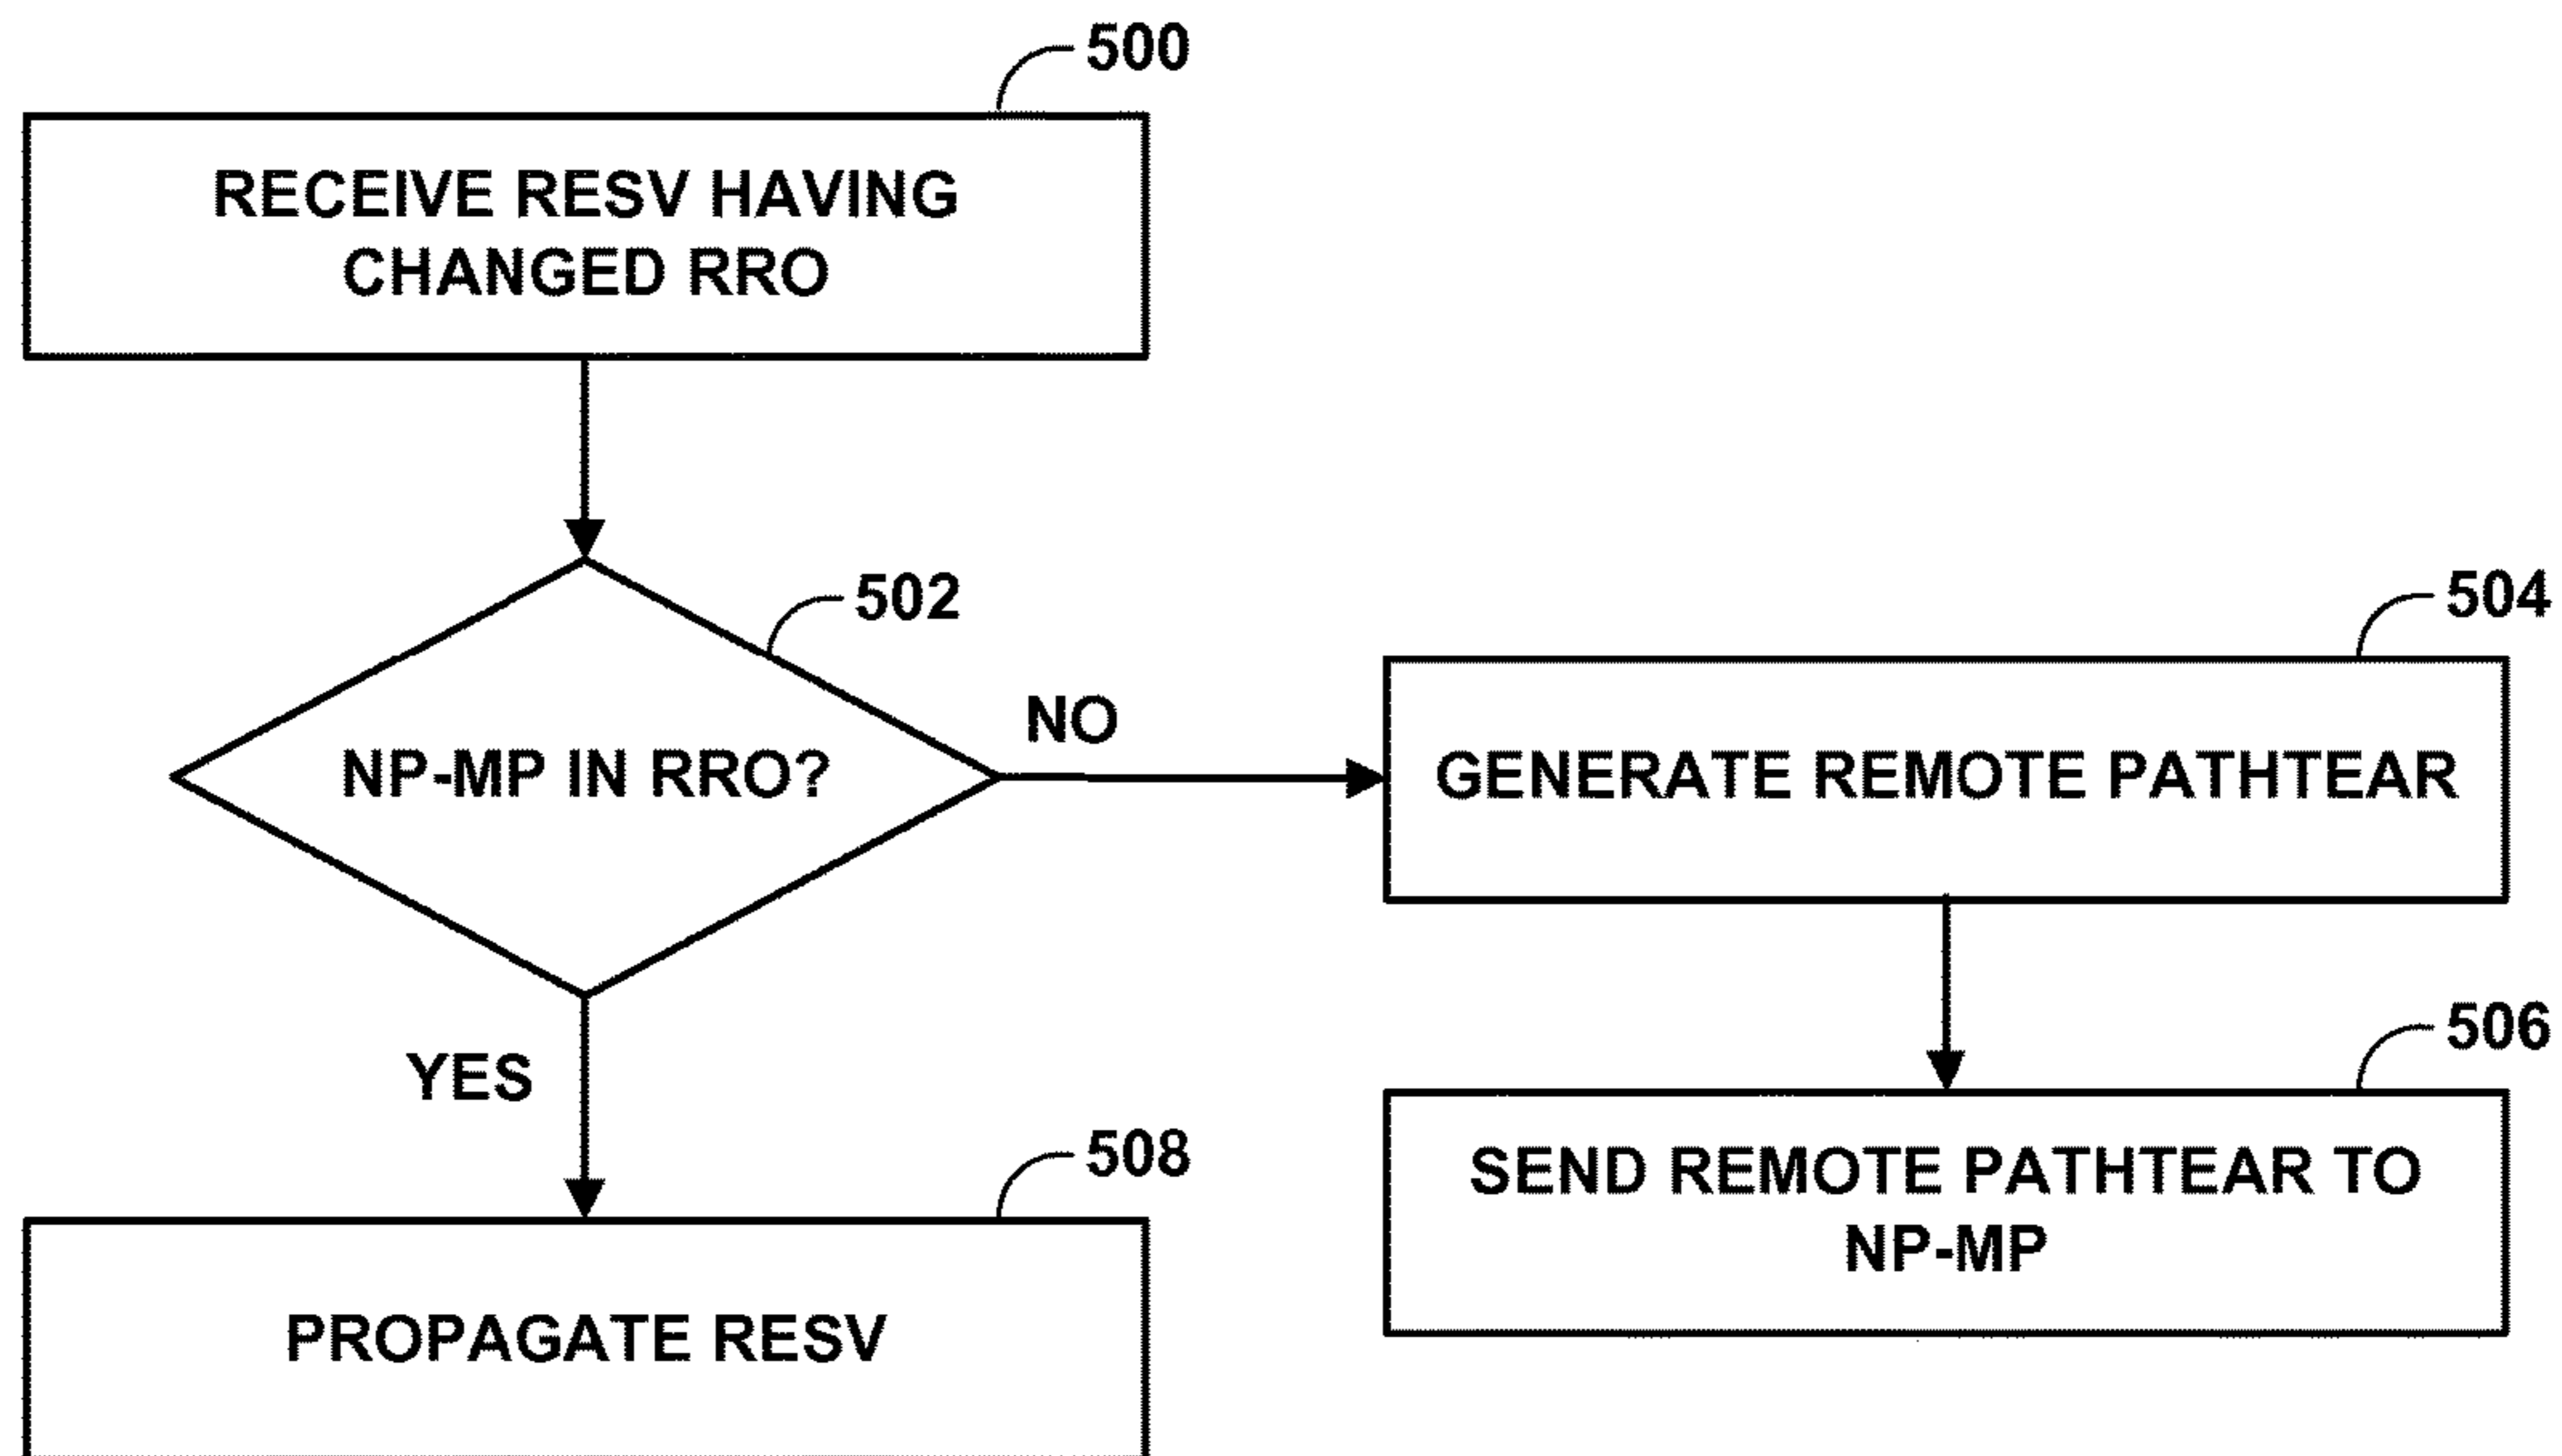 500
RECEIVE RESV HAVING
CHANGED RRO
502
NP-MP IN RRO?
NO
504
GENERATE REMOTE PATHTEAR
YES
506
SEND REMOTE PATHTEAR TO
NP-MP
508
PROPAGATE RESV